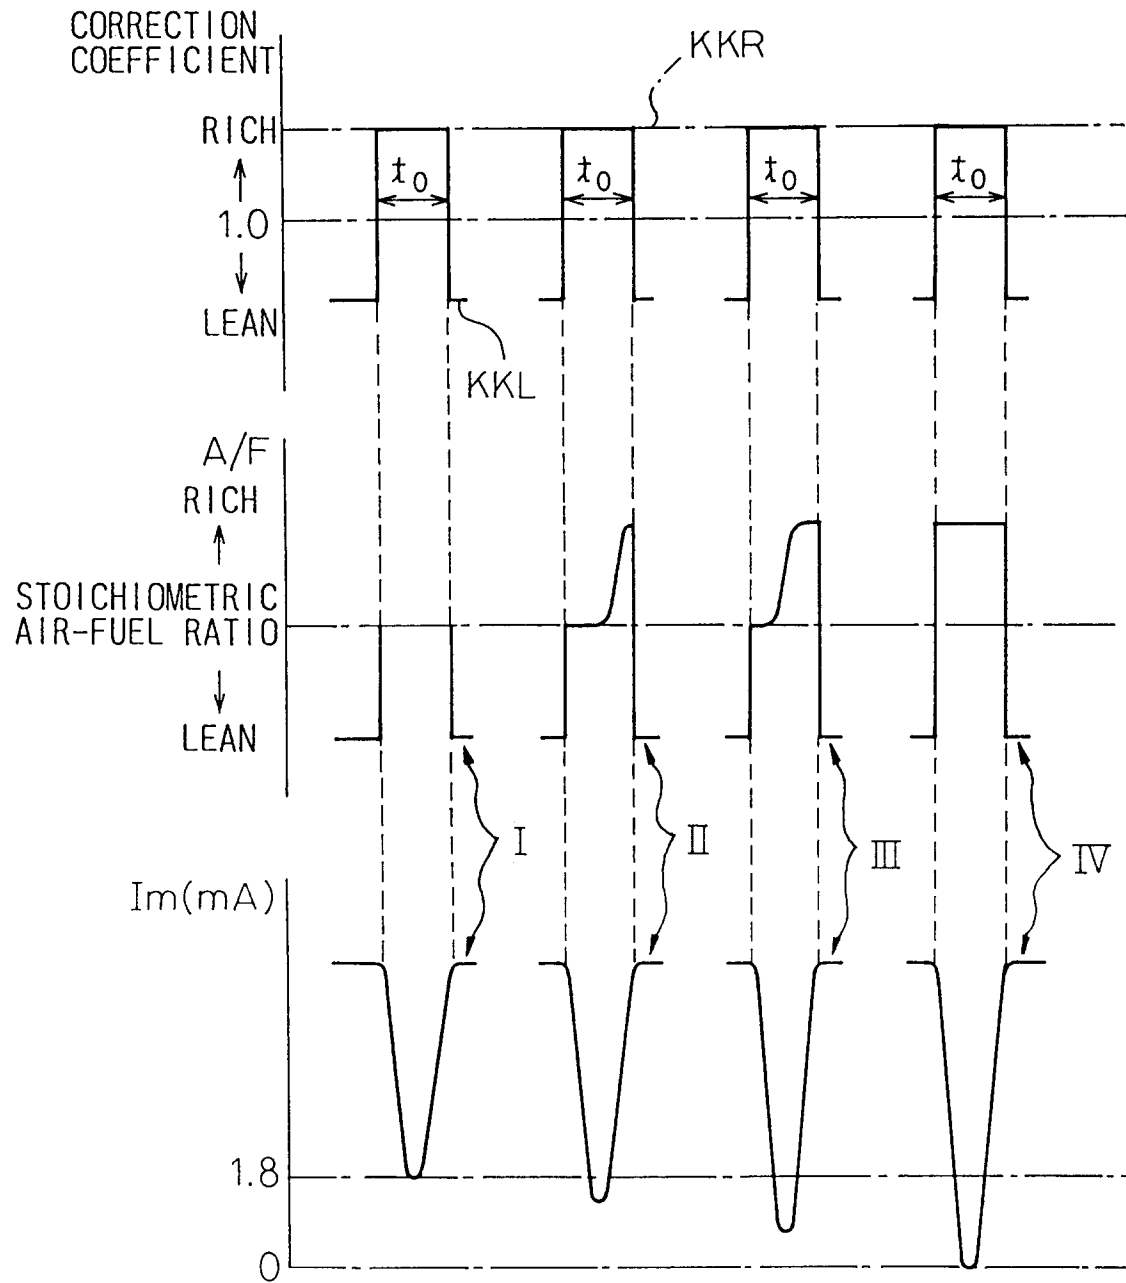 CORRECTION
COEFFICIENT
KKR
RICH
t0 t0 t0 t0
1.0
LEAN
KKL
A/F
RICH
STOICHIOMETRIC
AIR-FUEL RATIO
LEAN
I II III IV
Im(mA)
1.8
0